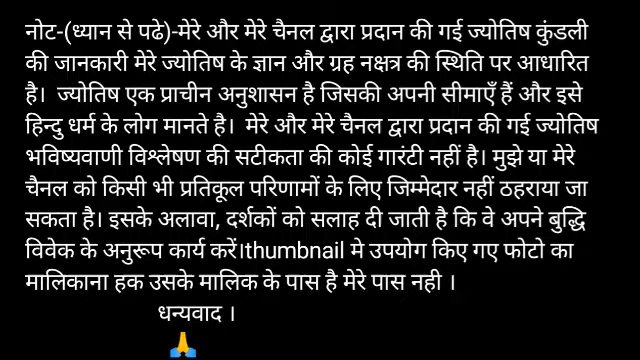 नोट-(ध्यान से पढे)-मेरे और मेरे चैनल द्वारा प्रदान की गई ज्योतिष कुंडली
की जानकारी मेरे ज्योतिष के ज्ञान और ग्रह नक्षत्र की स्थिति पर आधारित
है। ज्योतिष एक प्राचीन अनुशासन है जिसकी अपनी सीमाएँ हैं और इसे
हिन्दु धर्म के लोग मानते है। मेरे और मेरे चैनल द्वारा प्रदान की गई ज्योतिष
भविष्यवाणी विश्लेषण की सटीकता की कोई गारंटी नहीं है। मुझे या मेरे
चैनल को किसी भी प्रतिकूल परिणामों के लिए जिम्मेदार नहीं ठहराया जा
सकता है। इसके अलावा, दर्शकों को सलाह दी जाती है कि वे अपने बुद्धि
विवेक के अनुरूप कार्य करें।thumbnail मे उपयोग किए गए फोटो का
मालिकाना हक उसके मालिक के पास है मेरे पास नही ।
धन्यवाद ।
🙏